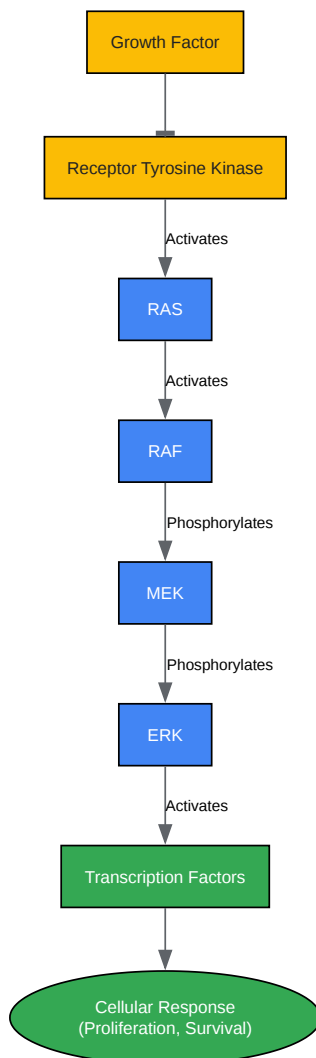 Growth Factor
Receptor Tyrosine Kinase
Activates
RAS
Activates
RAF
Phosphorylates
MEK
Phosphorylates
ERK
Activates
Transcription Factors
Cellular Response
(Proliferation, Survival)